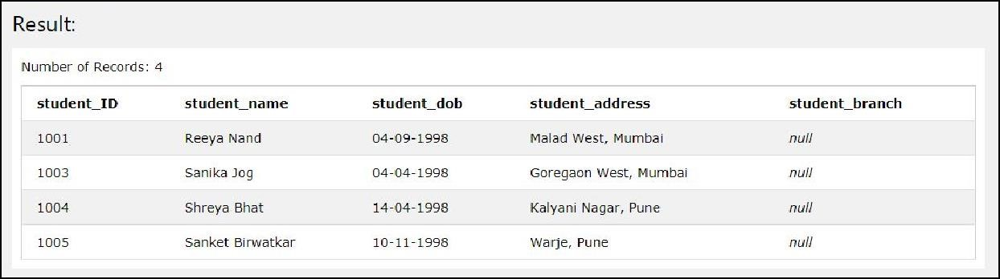 Result:
Number of Records: 4
student_ID student_name student_dob student_address student_branch
1001 Reeya Nand 04-09-1998 Malad West, Mumbai null
1003 Sanika Jog 04-04-1998 Goregaon West, Mumbai null
1004 Shreya Bhat 14-04-1998 Kalyani Nagar, Pune null
1005 Sanket Birwatkar 10-11-1998 Warje, Pune null